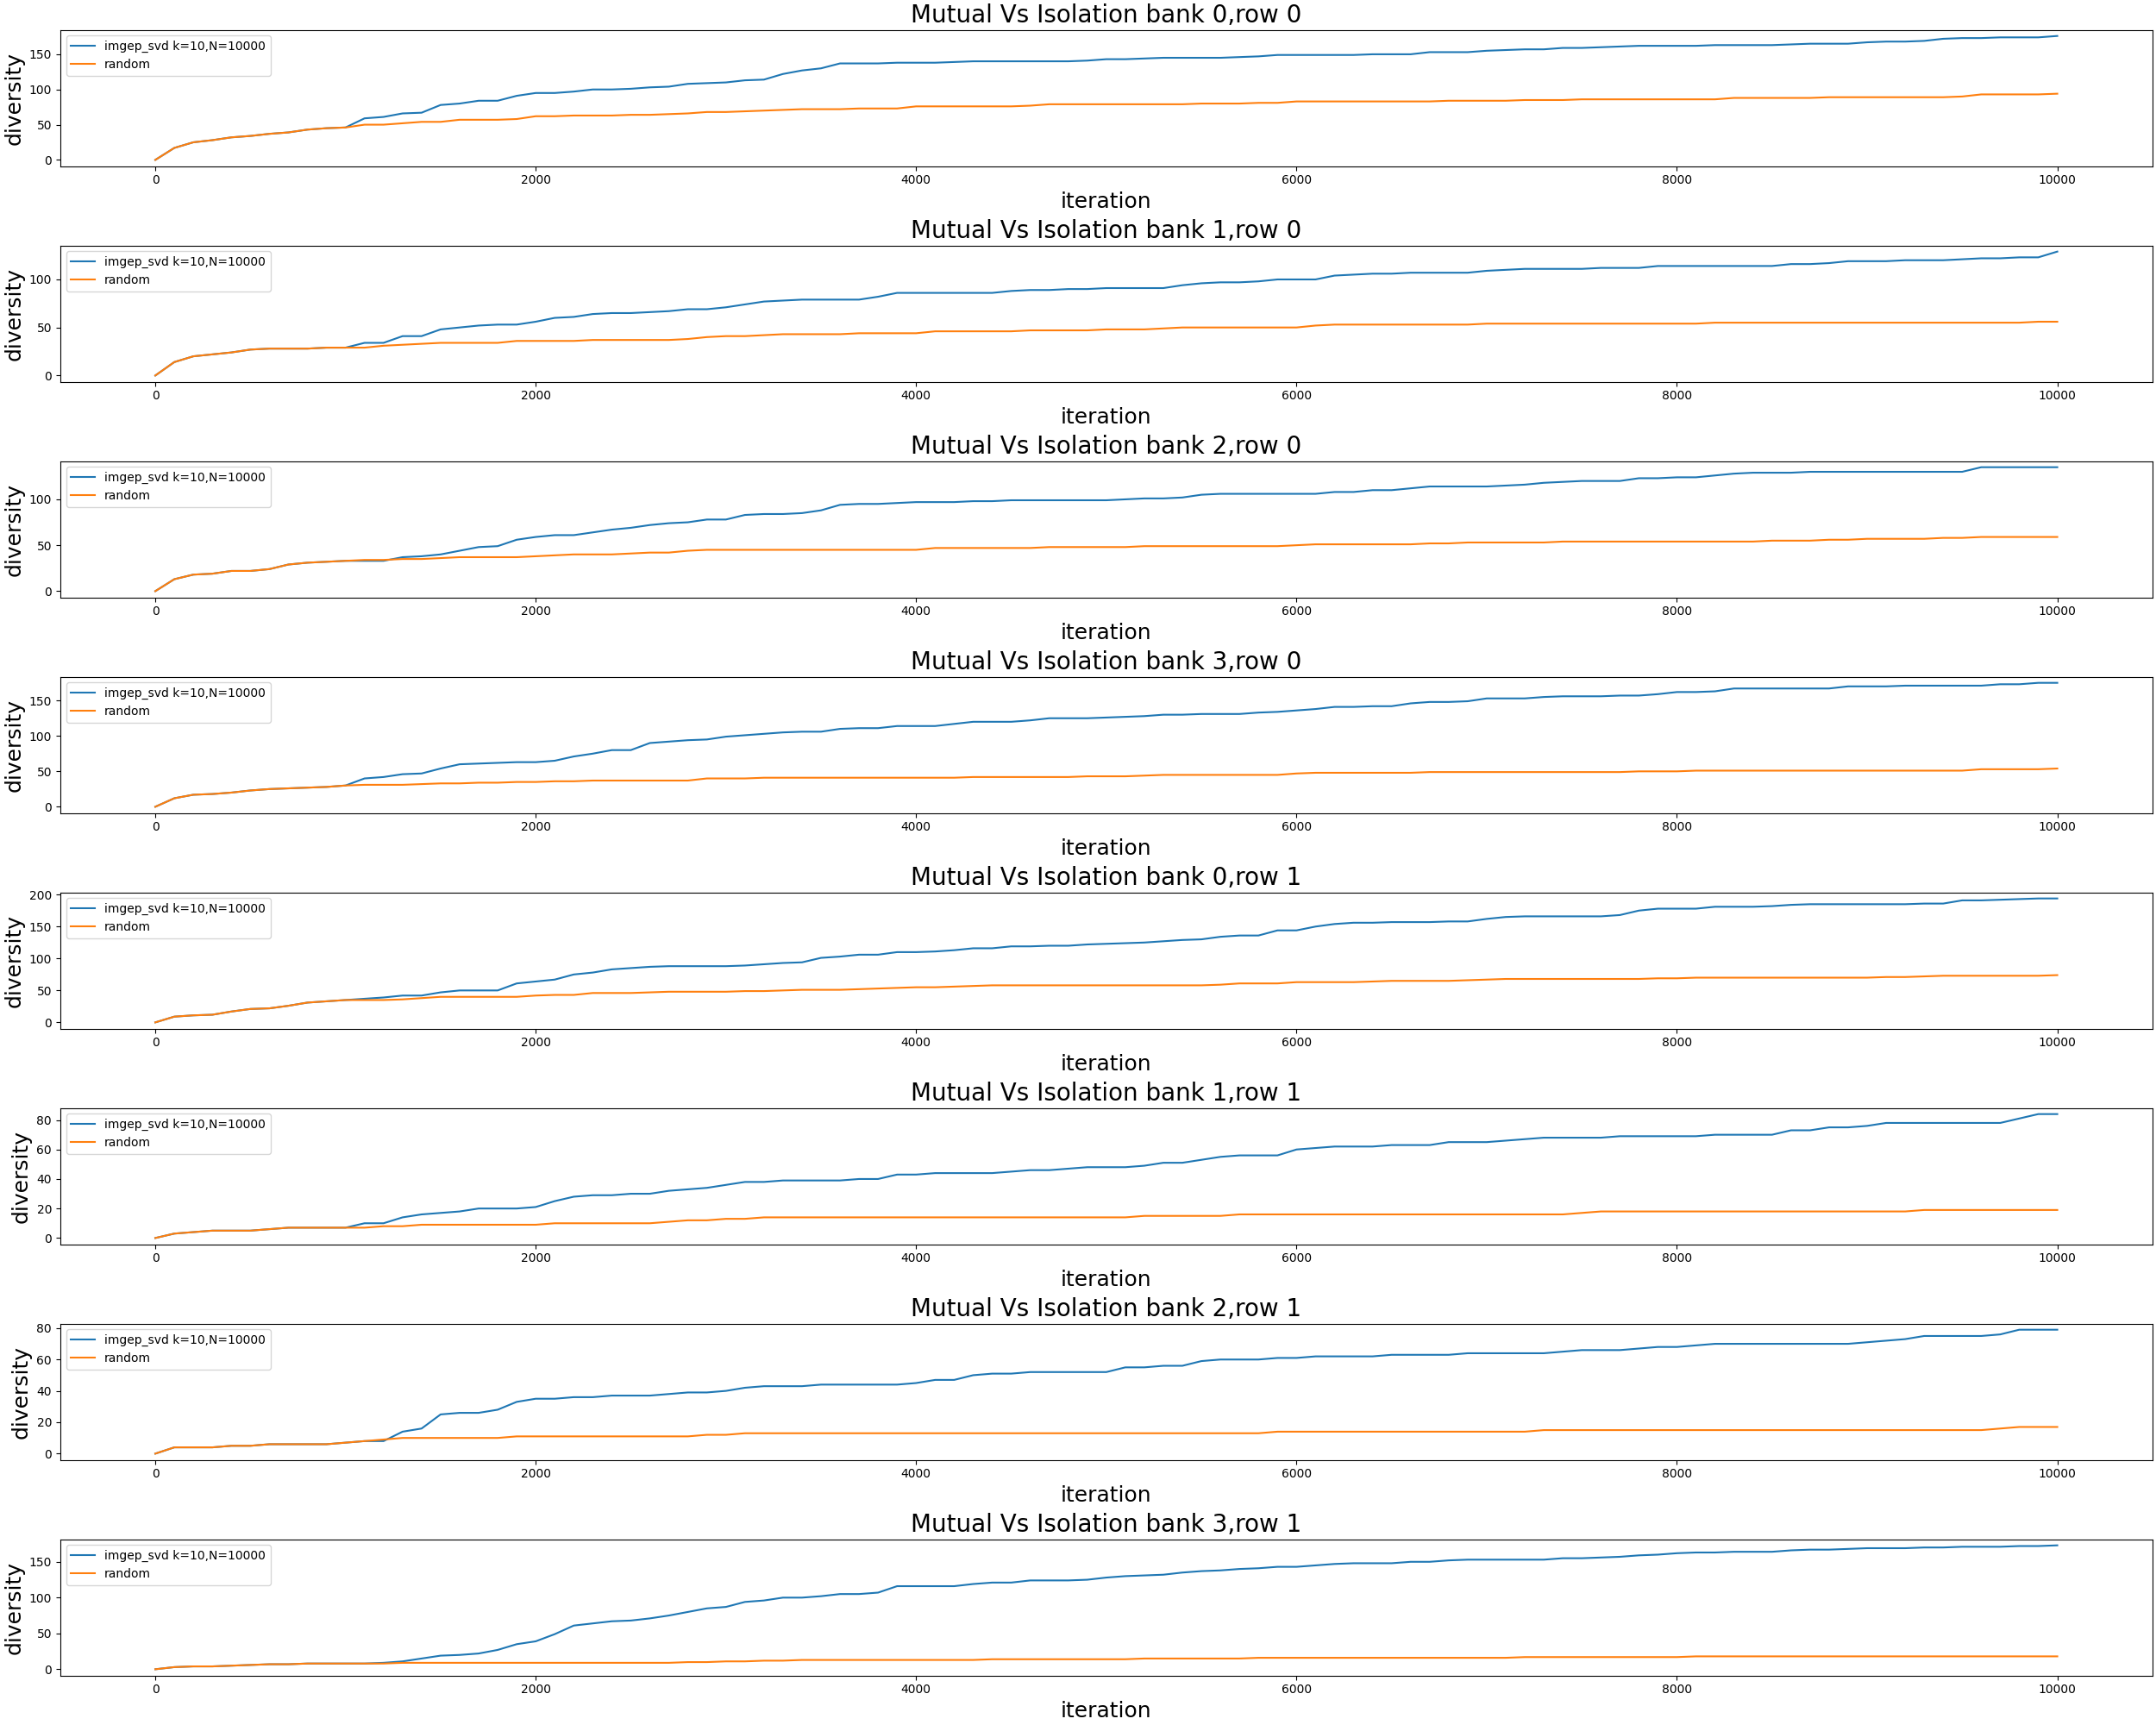 Mutual Vs Isolation bank 0,row 0
diversity
150
100
50
0
imgep_svd k=10,N=10000
random
0 2000 4000 6000 8000 10000
iteration
Mutual Vs Isolation bank 1,row 0
diversity
100
50
0
imgep_svd k=10,N=10000
random
0 2000 4000 6000 8000 10000
iteration
Mutual Vs Isolation bank 2,row 0
diversity
100
50
0
imgep_svd k=10,N=10000
random
0 2000 4000 6000 8000 10000
iteration
Mutual Vs Isolation bank 3,row 0
diversity
150
100
50
0
imgep_svd k=10,N=10000
random
0 2000 4000 6000 8000 10000
iteration
Mutual Vs Isolation bank 0,row 1
diversity
200
150
100
50
0
imgep_svd k=10,N=10000
random
0 2000 4000 6000 8000 10000
iteration
Mutual Vs Isolation bank 1,row 1
diversity
80
60
40
20
0
imgep_svd k=10,N=10000
random
0 2000 4000 6000 8000 10000
iteration
Mutual Vs Isolation bank 2,row 1
diversity
80
60
40
20
0
imgep_svd k=10,N=10000
random
0 2000 4000 6000 8000 10000
iteration
Mutual Vs Isolation bank 3,row 1
diversity
150
100
50
0
imgep_svd k=10,N=10000
random
0 2000 4000 6000 8000 10000
iteration